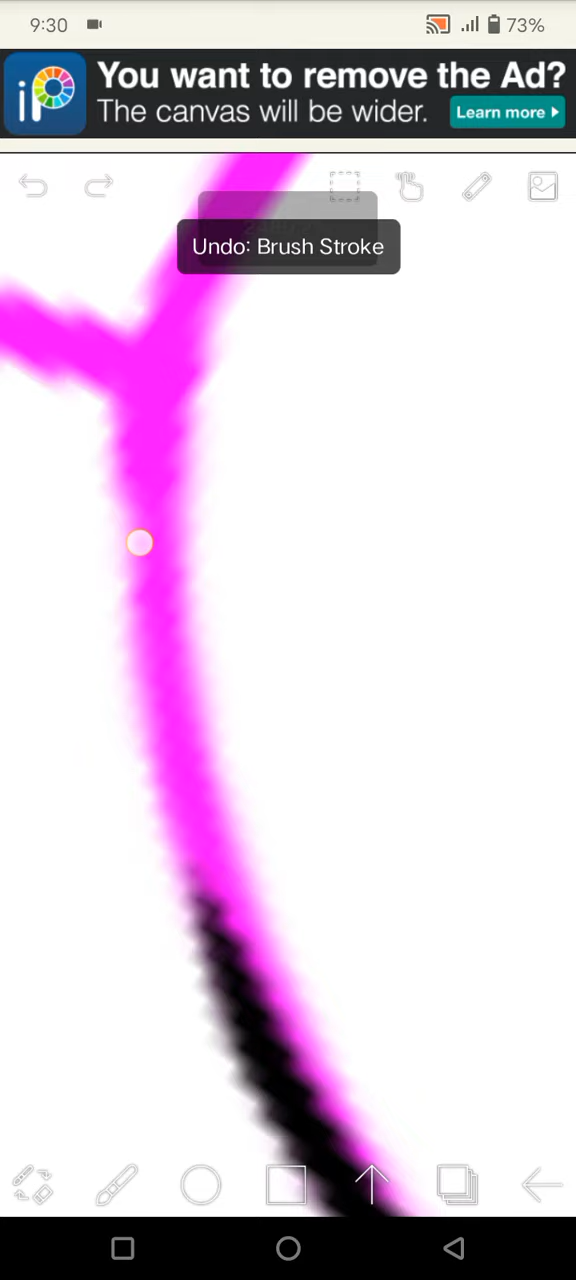 9:30
73%
iP
You want to remove the Ad?
The canvas will be wider.
Learn more
Undo: Brush Stroke